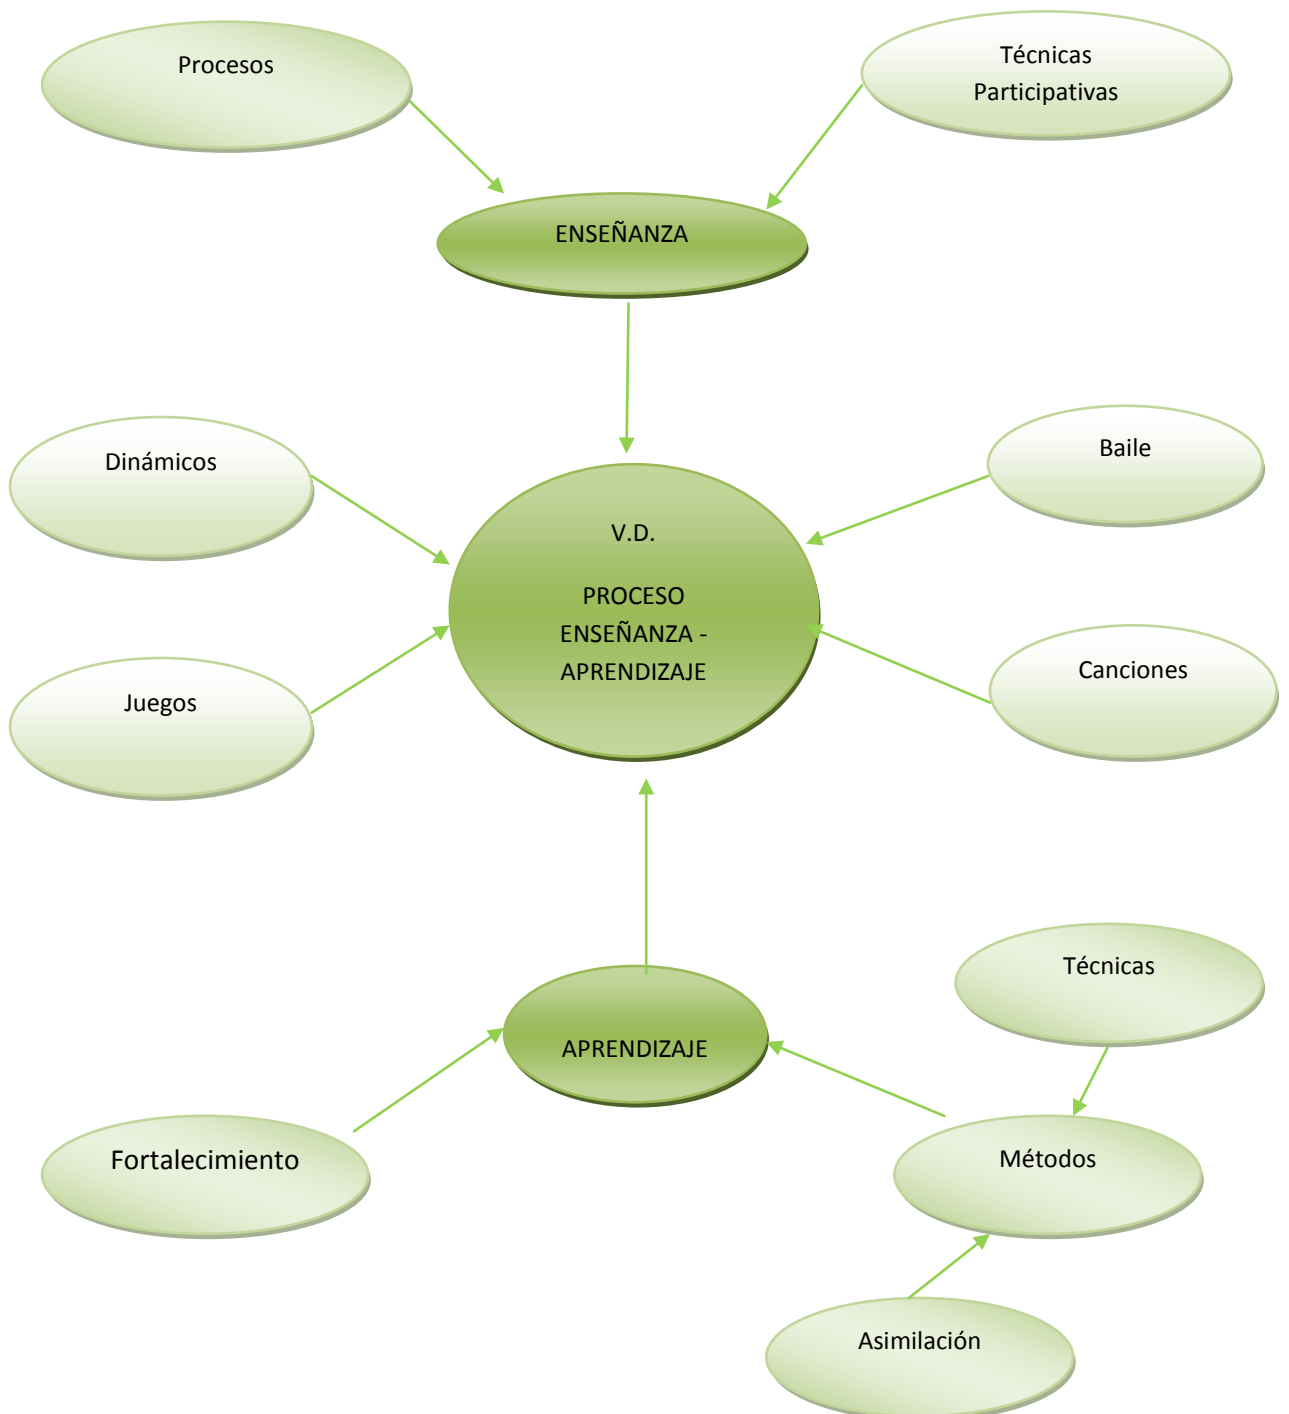 Procesos
Técnicas
Participativas
ENSEÑANZA
Dinámicos
Baile
V.D.
PROCESO
ENSEÑANZA -
APRENDIZAJE
Juegos
Canciones
Técnicas
APRENDIZAJE
Fortalecimiento
Métodos
Asimilación